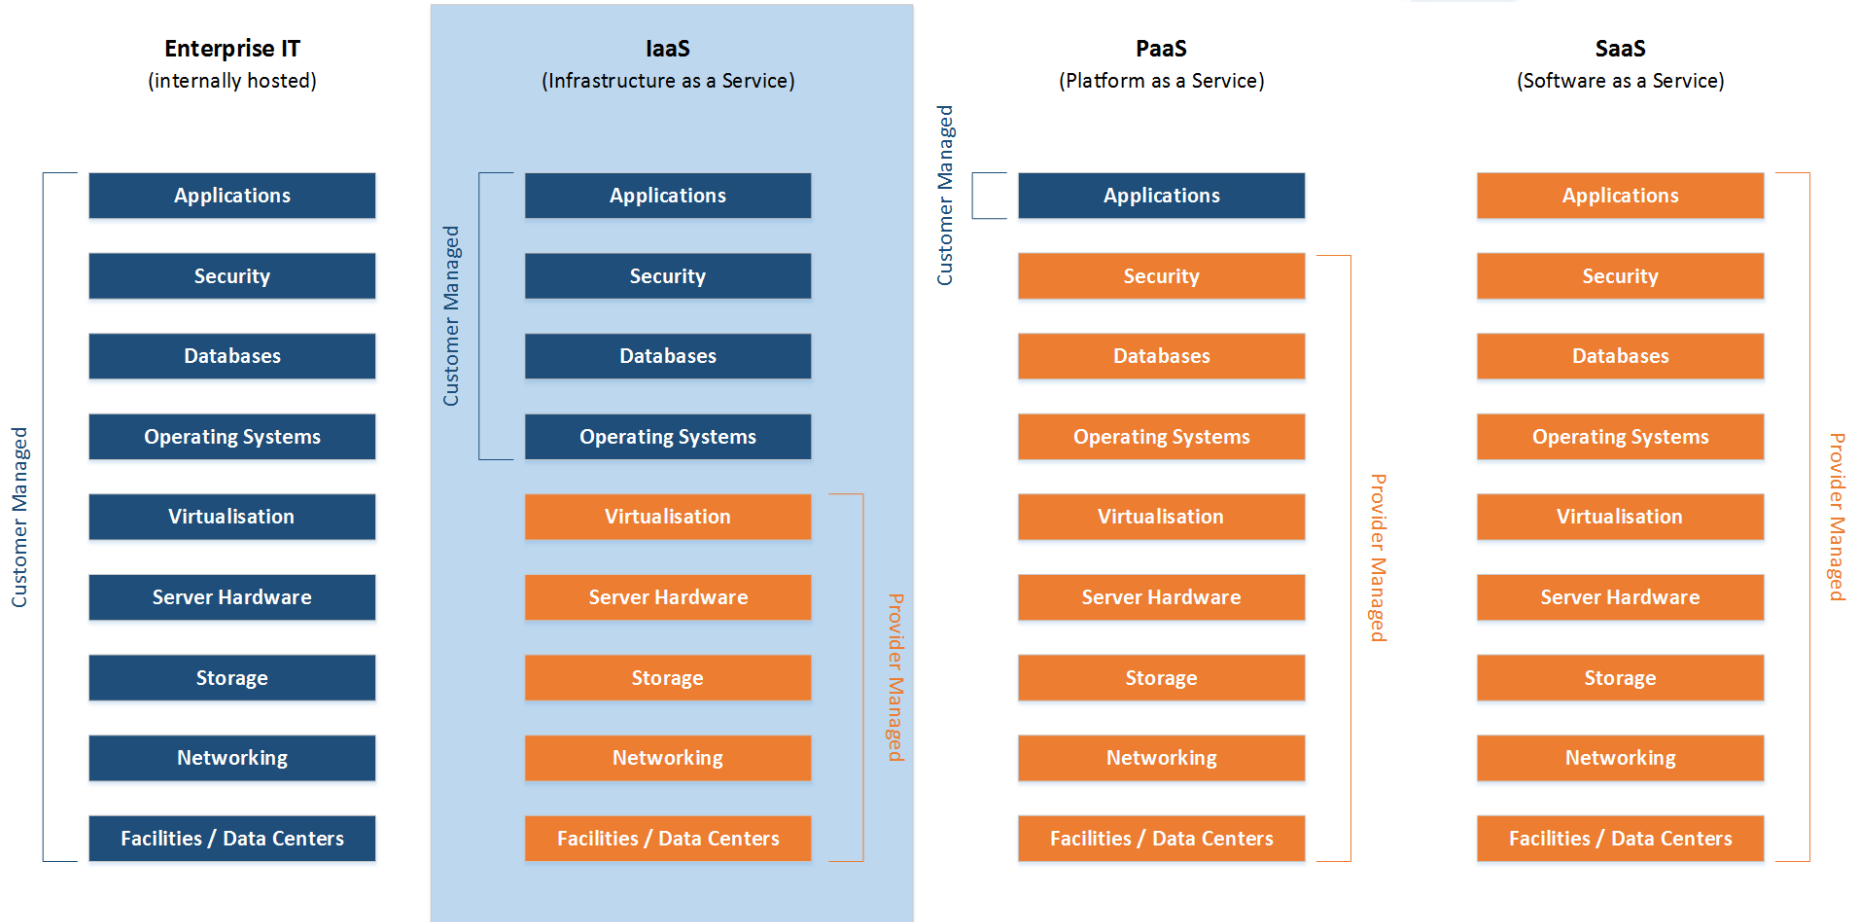 Enterprise IT
(internally hosted)
Customer Managed
Applications
Security
Databases
Operating Systems
Virtualisation
Server Hardware
Storage
Networking
Facilities / Data Centers
IaaS
(Infrastructure as a Service)
Customer Managed
Applications
Security
Databases
Operating Systems
Virtualisation
Server Hardware
Storage
Networking
Facilities / Data Centers
Provider Managed
PaaS
(Platform as a Service)
Customer Managed
Applications
Security
Databases
Operating Systems
Virtualisation
Server Hardware
Storage
Networking
Facilities / Data Centers
Provider Managed
SaaS
(Software as a Service)
Applications
Security
Databases
Operating Systems
Virtualisation
Server Hardware
Storage
Networking
Facilities / Data Centers
Provider Managed